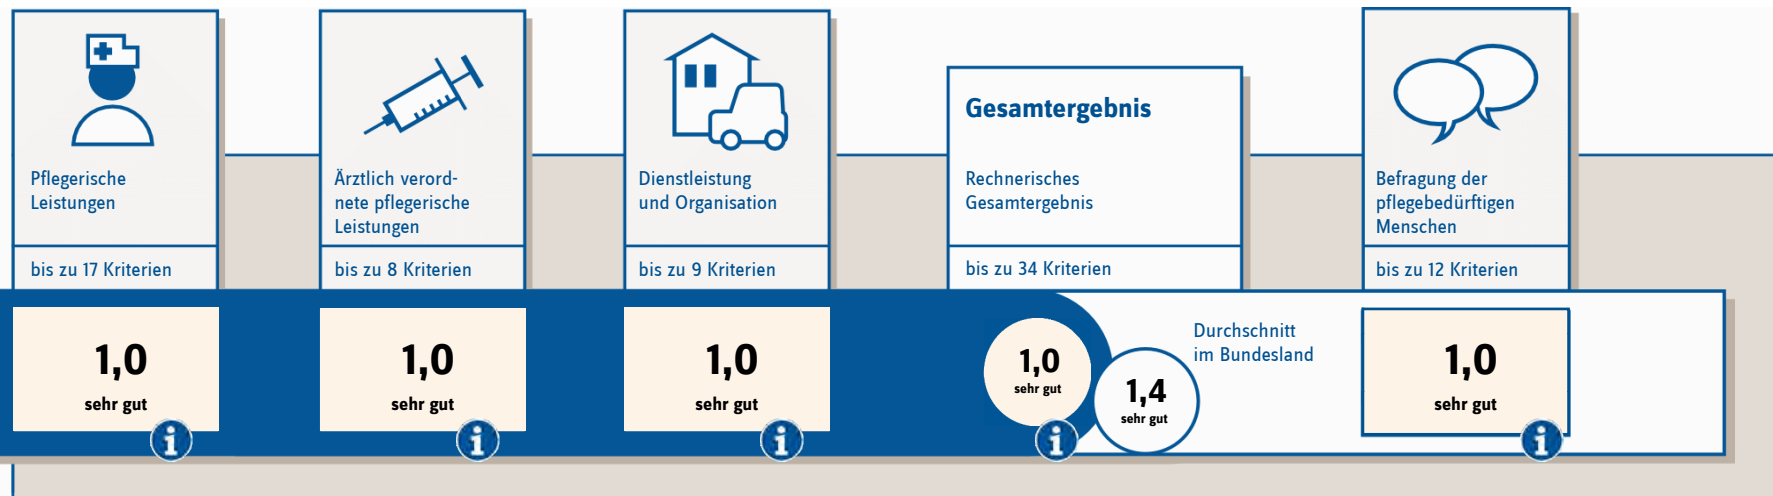 Pflegerische
Leistungen
bis zu 17 Kriterien
1,0
sehr gut
Ärztlich verord-
nete pflegerische
Leistungen
bis zu 8 Kriterien
1,0
sehr gut
Dienstleistung
und Organisation
bis zu 9 Kriterien
1,0
sehr gut
Gesamtergebnis
Rechnerisches
Gesamtergebnis
bis zu 34 Kriterien
1,0
sehr gut
1,4
sehr gut
Durchschnitt
im Bundesland
Befragung der
pflegebedürftigen
Menschen
bis zu 12 Kriterien
1,0
sehr gut